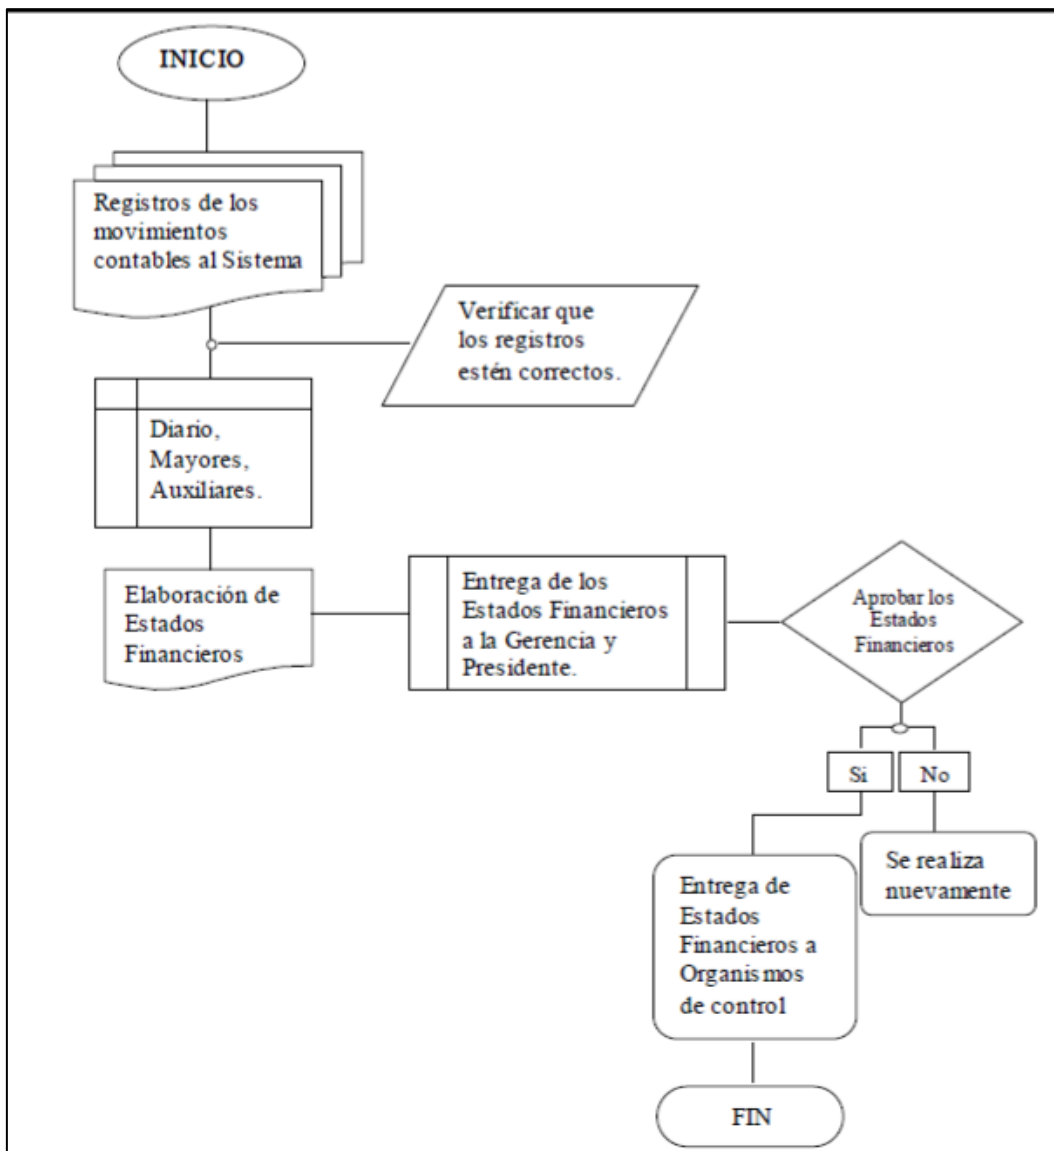 INICIO
Registros de los
movimientos
contables al Sistema
Verificar que
los registros
estén correctos.
Diario,
Mayores,
Auxiliares.
Elaboración de
Estados
Financieros
Entrega de los
Estados Financieros
a la Gerencia y
Presidente.
Aprobar los
Estados
Financieros
Si
No
Se realiza
nuevamente
Entrega de
Estados
Financieros a
Organismos
de control
FIN